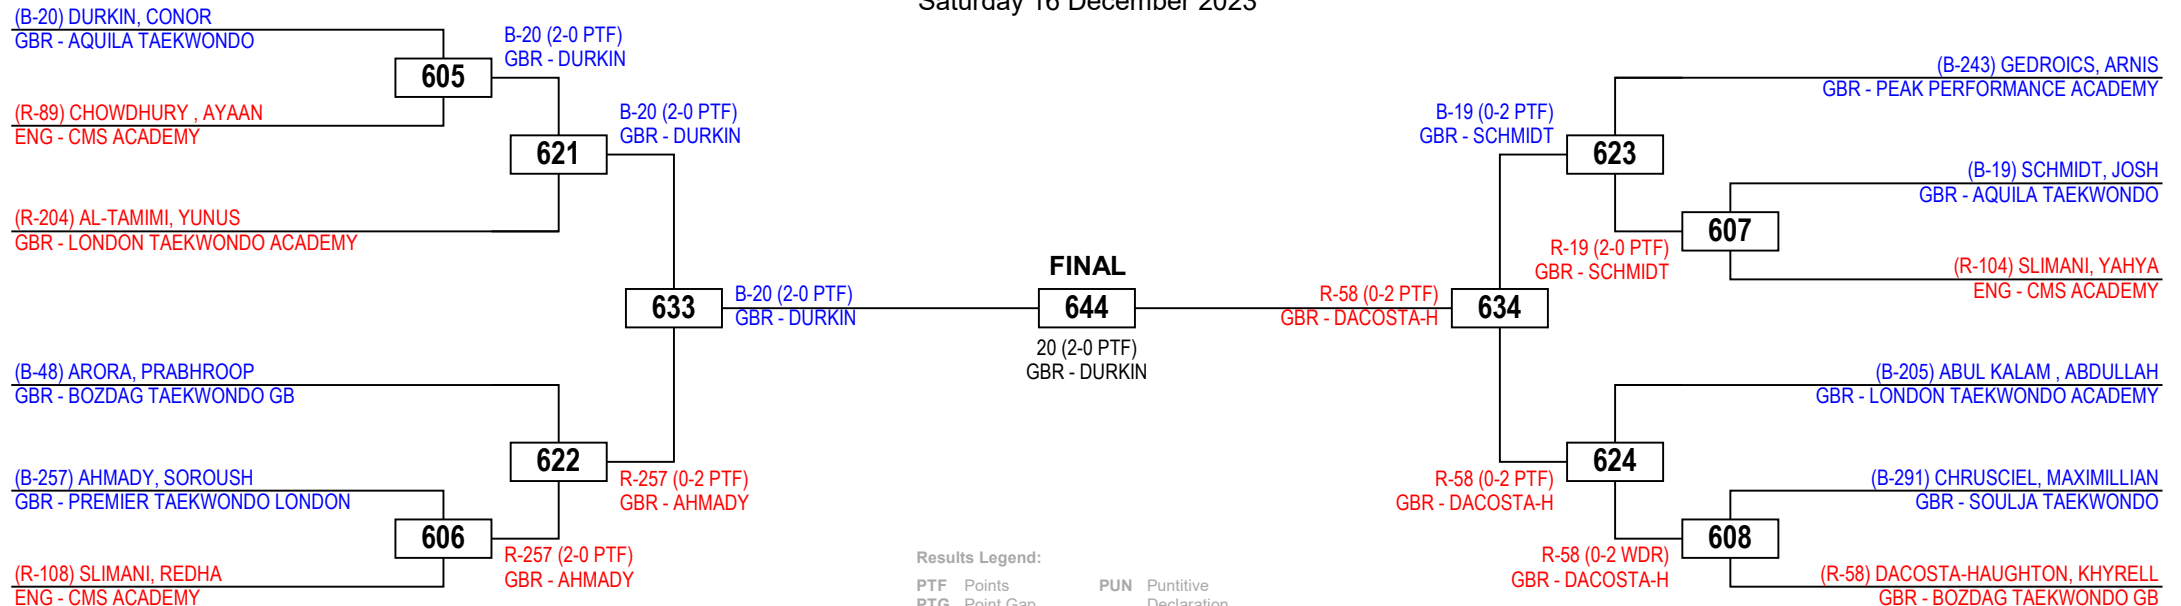 Saturday 16 December 2023
(B-20) DURKIN, CONOR
GBR - AQUILA TAEKWONDO
605
(R-89) CHOWDHURY , AYAAN
ENG - CMS ACADEMY
B-20 (2-0 PTF)
GBR - DURKIN
621
(R-204) AL-TAMIMI, YUNUS
GBR - LONDON TAEKWONDO ACADEMY
B-20 (2-0 PTF)
GBR - DURKIN
633
(B-48) ARORA, PRABHROOP
GBR - BOZDAG TAEKWONDO GB
622
(B-257) AHMADY, SOROUSH
GBR - PREMIER TAEKWONDO LONDON
606
(R-108) SLIMANI, REDHA
ENG - CMS ACADEMY
R-257 (2-0 PTF)
GBR - AHMADY
R-257 (0-2 PTF)
GBR - AHMADY
B-20 (2-0 PTF)
GBR - DURKIN
FINAL
644
20 (2-0 PTF)
GBR - DURKIN
R-58 (0-2 PTF)
GBR - DACOSTA-H
634
B-19 (0-2 PTF)
GBR - SCHMIDT
623
(B-243) GEDROICS, ARNIS
GBR - PEAK PERFORMANCE ACADEMY
(B-19) SCHMIDT, JOSH
GBR - AQUILA TAEKWONDO
607
R-19 (2-0 PTF)
GBR - SCHMIDT
(R-104) SLIMANI, YAHYA
ENG - CMS ACADEMY
(B-205) ABUL KALAM , ABDULLAH
GBR - LONDON TAEKWONDO ACADEMY
624
R-58 (0-2 PTF)
GBR - DACOSTA-H
(B-291) CHRUSCIEL, MAXIMILLIAN
GBR - SOULJA TAEKWONDO
608
R-58 (0-2 WDR)
GBR - DACOSTA-H
(R-58) DACOSTA-HAUGHTON, KHYRELL
GBR - BOZDAG TAEKWONDO GB
Results Legend:
PTF Points PUN Puntitive
PTG Point Gap Declaration